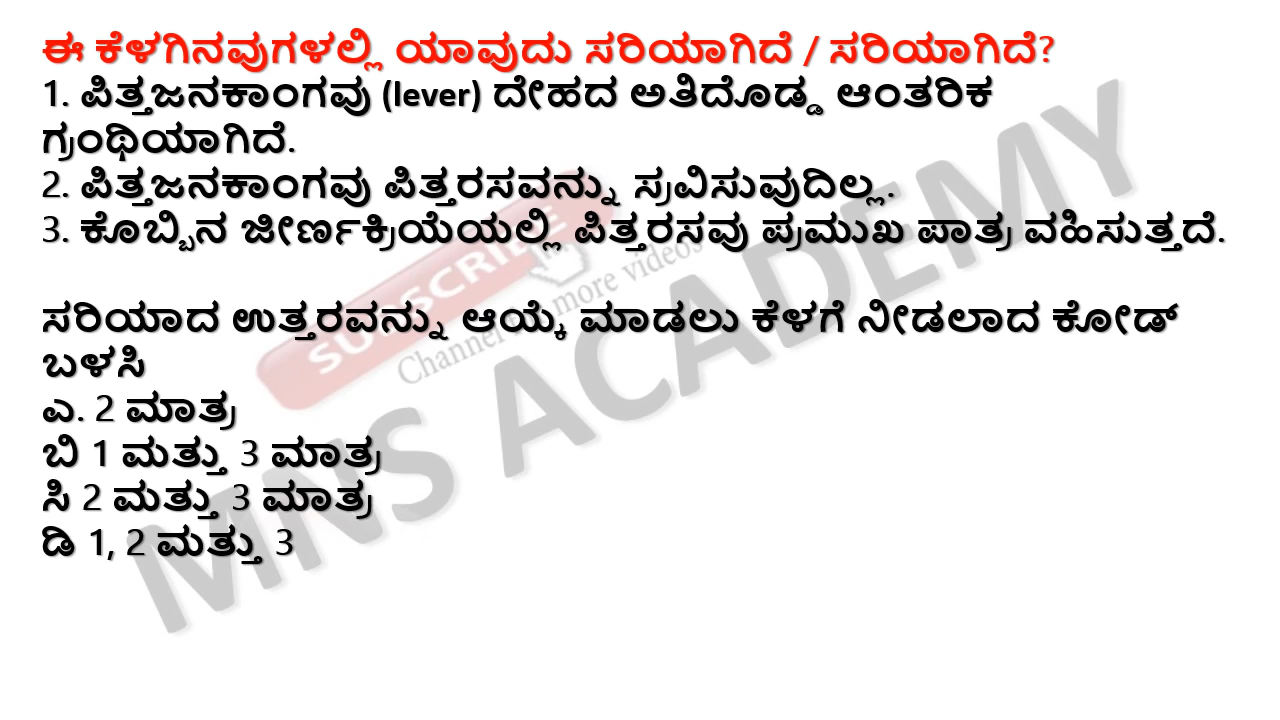 ಈ ಕೆಳಗಿನವುಗಳಲ್ಲಿ ಯಾವುದು ಸರಿಯಾಗಿದೆ / ಸರಿಯಾಗಿದೆ?
1. ಪಿತ್ತಜನಕಾಂಗವು (lever) ದೇಹದ ಅತಿದೊಡ್ಡ ಆಂತರಿಕ
ಗ್ರಂಥಿಯಾಗಿದೆ.
2. ಪಿತ್ತಜನಕಾಂಗವು ಪಿತ್ತರಸವನ್ನು ಸ್ರವಿಸುವುದಿಲ್ಲ.
3. ಕೊಬ್ಬಿನ ಜೀರ್ಣಕ್ರಿಯೆಯಲ್ಲಿ ಪಿತ್ತರಸವು ಪ್ರಮುಖ ಪಾತ್ರ ವಹಿಸುತ್ತದೆ.
ಸರಿಯಾದ ಉತ್ತರವನ್ನು ಆಯ್ಕೆ ಮಾಡಲು ಕೆಳಗೆ ನೀಡಲಾದ ಕೋಡ್
ಬಳಸಿ
ಎ. 2 ಮಾತ್ರ
ಬಿ 1 ಮತ್ತು 3 ಮಾತ್ರ
ಸಿ 2 ಮತ್ತು 3 ಮಾತ್ರ
ಡಿ 1, 2 ಮತ್ತು 3
SUBSCRIBE
Channel for more videos
MNS ACADEMY